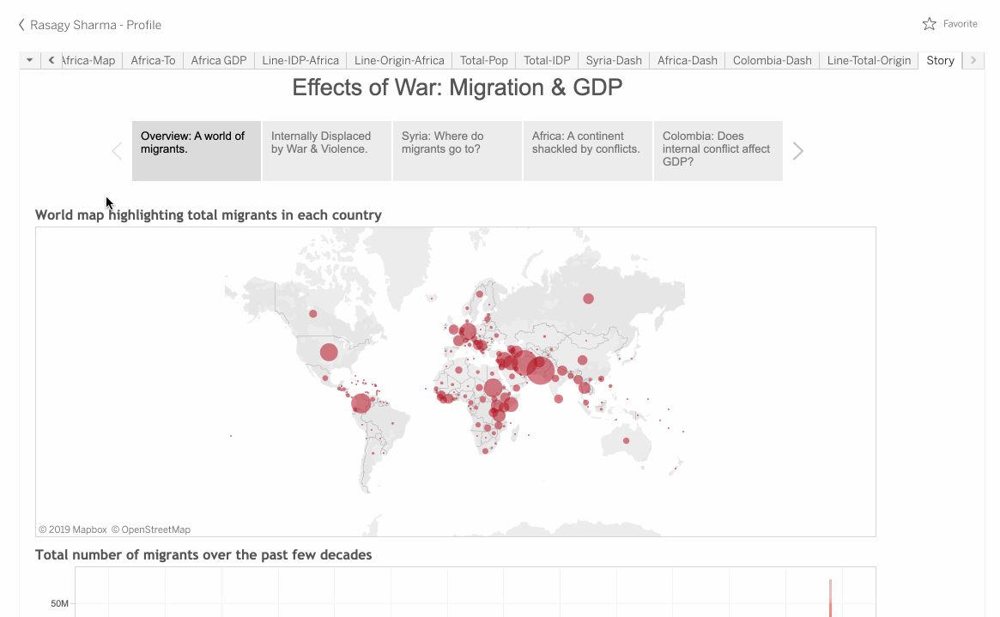 Rasagy Sharma - Profile
Favorite
Africa-Map
Africa-To
Africa GDP
Line-IDP-Africa
Line-Origin-Africa
Total-Pop
Total-IDP
Syria-Dash
Africa-Dash
Colombia-Dash
Line-Total-Origin
Story
Effects of War: Migration & GDP
Overview: A world of
migrants.
Internally Displaced
by War & Violence.
Syria: Where do
migrants go to?
Africa: A continent
shackled by conflicts.
Colombia: Does
internal conflict affect
GDP?
World map highlighting total migrants in each country
© 2019 Mapbox © OpenStreetMap
Total number of migrants over the past few decades
50M